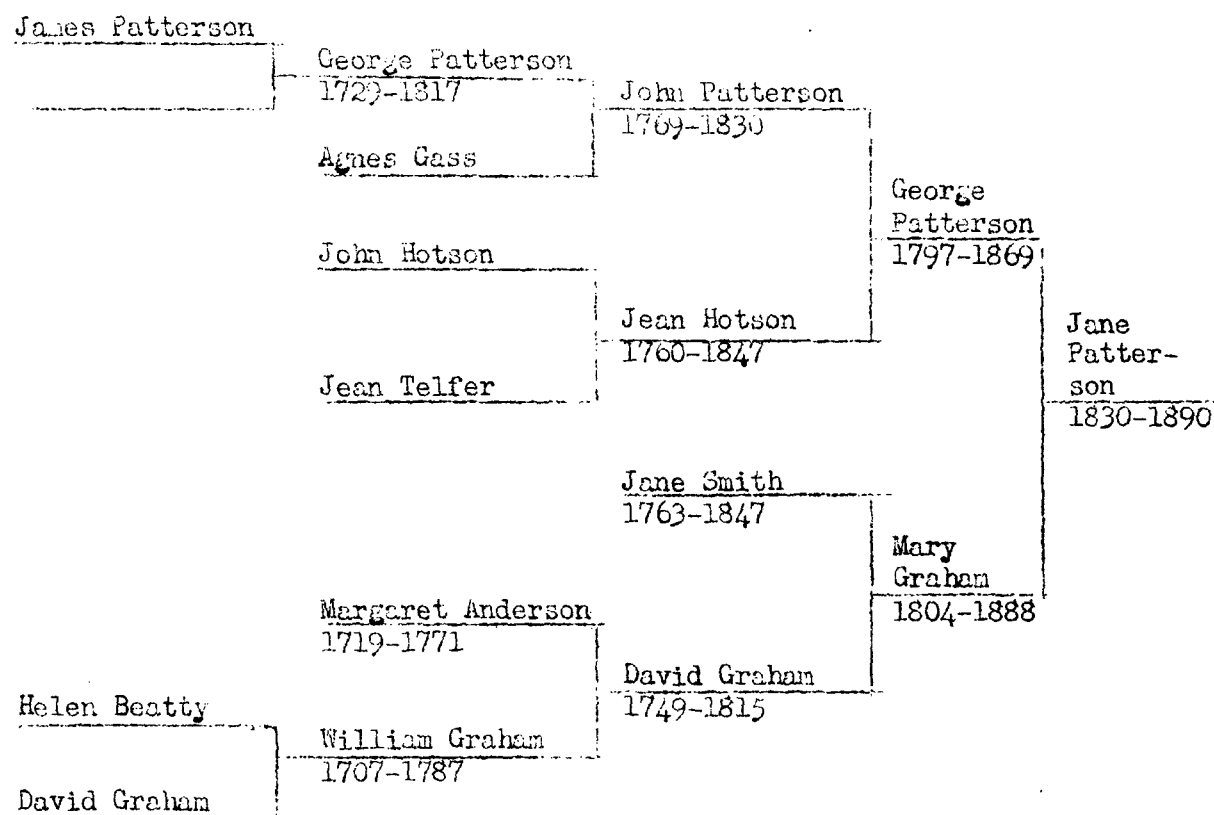 James Patterson
George Patterson
1729-1817
John Patterson
1769-1830
Agnes Gass
George
Patterson
1797-1869
John Hotson
Jean Hotson
1760-1847
Jane
Patter-
son
1830-1890
Jean Telfer
Jane Smith
1763-1847
Mary
Graham
1804-1888
Margaret Anderson
1719-1771
David Graham
1749-1815
Helen Beatty
William Graham
1707-1787
David Graham